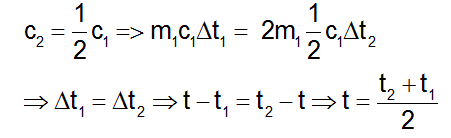 c₂ = 1/2 c₁ => m₁c₁Δt₁ = 2m₁ 1/2 c₁Δt₂
⇒ Δt₁ = Δt₂ ⇒ t – t₁ = t₂ – t ⇒ t = (t₂ + t₁)/2